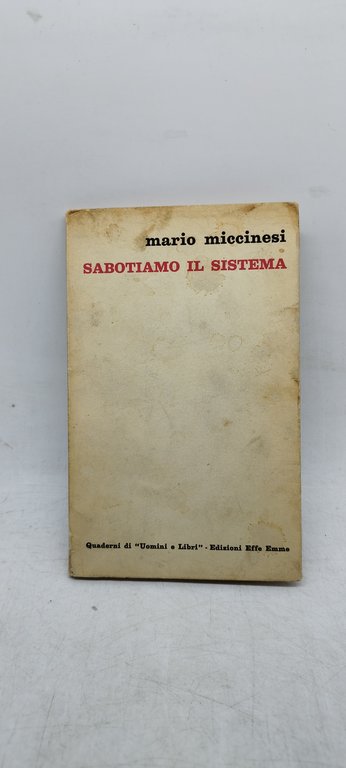 mario miccinesi
SABOTIAMO IL SISTEMA
Quaderni di "Uomini e Libri" - Edizioni Effe Emme